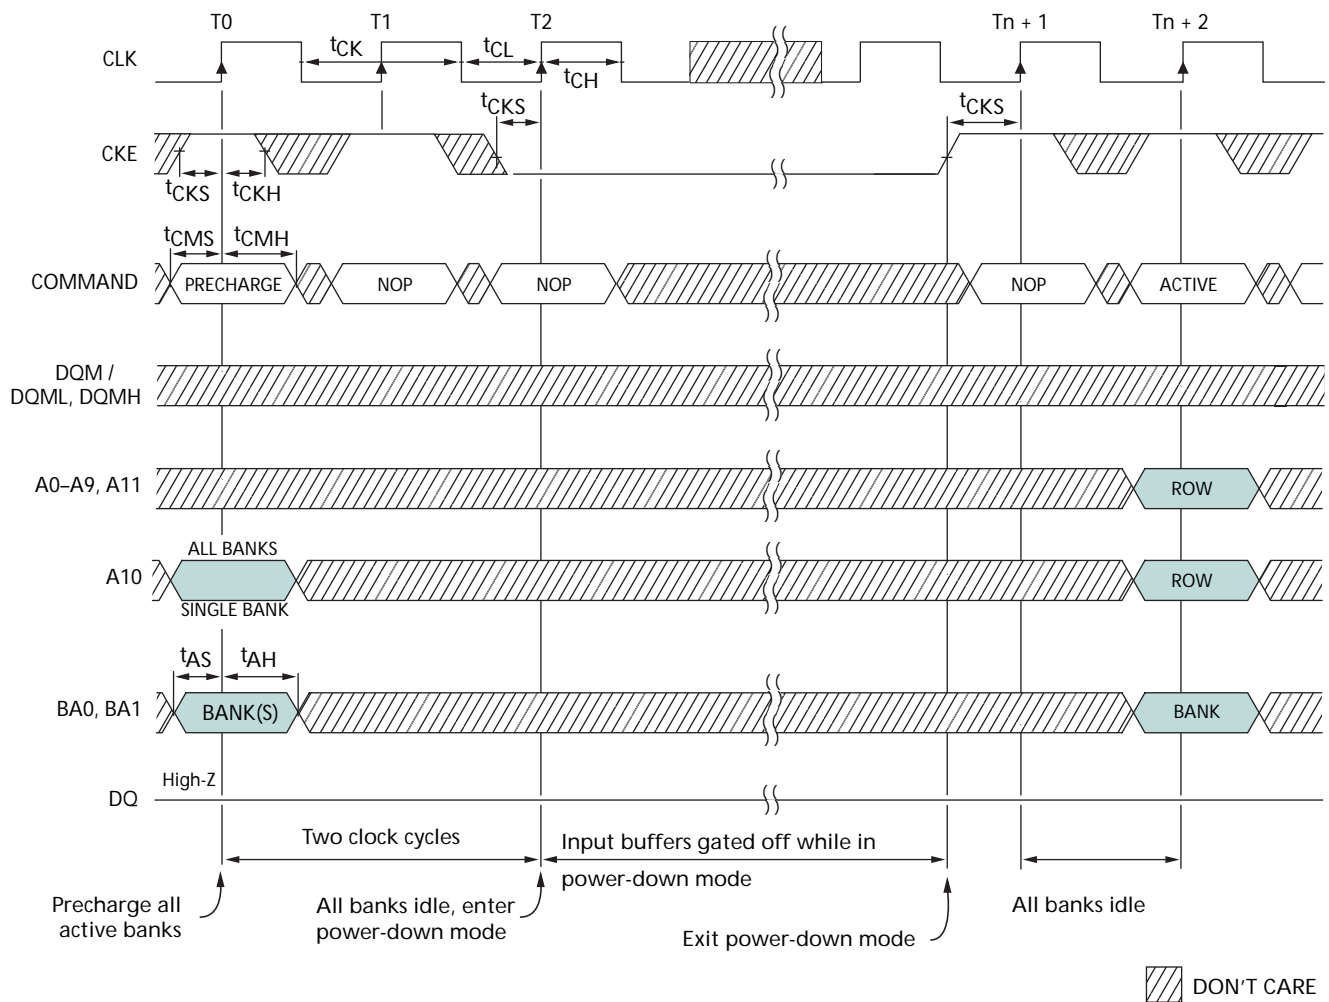 T0 T1 T2 Tn + 1 Tn + 2
CLK
tCK tCL
tCH
tCKS tCKS
CKE
tCKS tCKH
tCMS tCMH
COMMAND PRECHARGE NOP NOP NOP ACTIVE
DQM /
DQML, DQMH
A0–A9, A11 ROW
ALL BANKS
A10 ROW
SINGLE BANK
tAS tAH
BA0, BA1 BANK(S) BANK
High-Z
DQ
Two clock cycles
Input buffers gated off while in
power-down mode
Precharge all
active banks
All banks idle, enter
power-down mode
Exit power-down mode
All banks idle
DON'T CARE